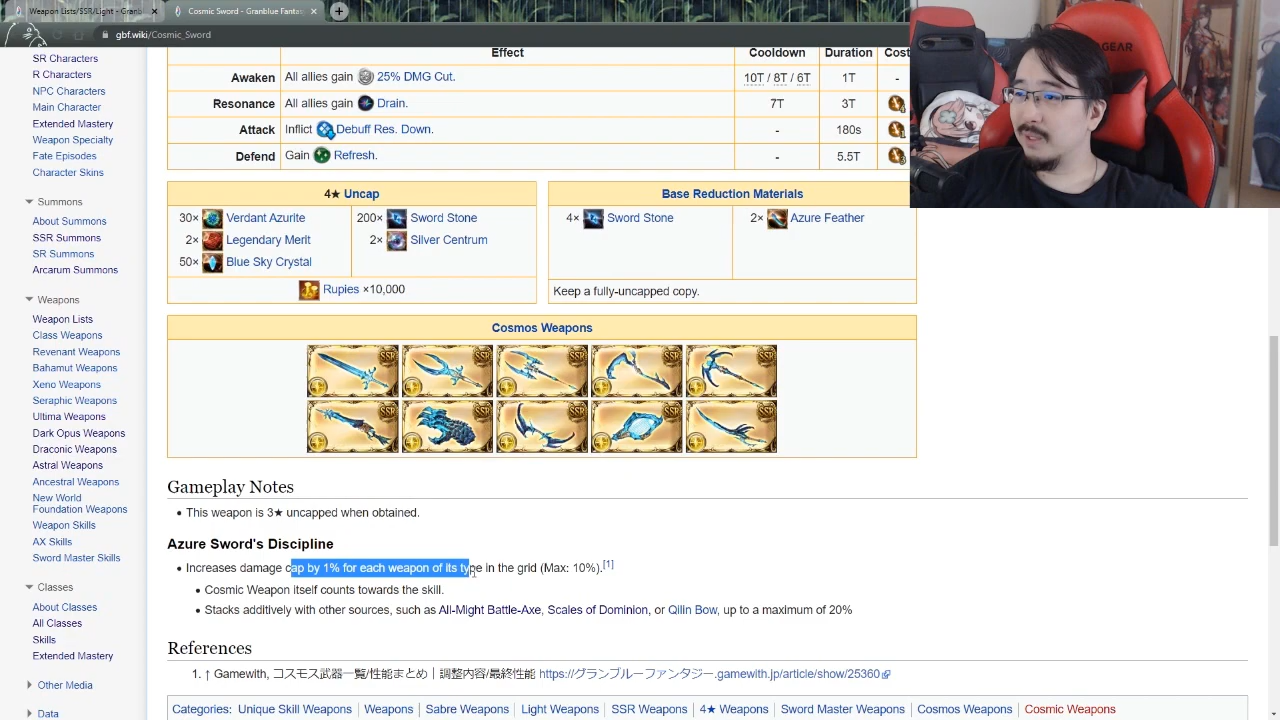 Weapon Lists/SSR/Light - Granbl
Cosmic Sword - Granblue Fantasy
gbf.wiki/Cosmic_Sword
SR Characters
R Characters
NPC Characters
Main Character
Extended Mastery
Weapon Specialty
Fate Episodes
Character Skins
Summons
About Summons
SSR Summons
SR Summons
Arcarum Summons
Weapons
Weapon Lists
Class Weapons
Revenant Weapons
Bahamut Weapons
Xeno Weapons
Seraphic Weapons
Ultima Weapons
Dark Opus Weapons
Draconic Weapons
Astral Weapons
Ancestral Weapons
New World
Foundation Weapons
Weapon Skills
AX Skills
Sword Master Skills
Classes
About Classes
All Classes
Skills
Extended Mastery
Other Media
Data
Effect Cooldown Duration Cost
Awaken All allies gain 25% DMG Cut. 10T / 8T / 6T 1T -
Resonance All allies gain Drain. 7T 3T
Attack Inflict Debuff Res. Down. - 180s
Defend Gain Refresh. - 5.5T
4★ Uncap
30× Verdant Azurite 200× Sword Stone
2× Legendary Merit 2× Silver Centrum
50× Blue Sky Crystal
Rupies ×10,000
Base Reduction Materials
4× Sword Stone 2× Azure Feather
Keep a fully-uncapped copy.
Cosmos Weapons
SSR SSR SSR SSR SSR
SSR SSR SSR SSR SSR
Gameplay Notes
• This weapon is 3★ uncapped when obtained.
Azure Sword's Discipline
• Increases damage cap by 1% for each weapon of its type in the grid (Max: 10%).[1]
• Cosmic Weapon itself counts towards the skill.
• Stacks additively with other sources, such as All-Might Battle-Axe, Scales of Dominion, or Qilin Bow, up to a maximum of 20%
References
1. ↑ Gamewith, コスモス武器一覧/性能まとめ｜調整内容/最終性能 https://グランブルーファンタジー.gamewith.jp/article/show/25360
Categories: Unique Skill Weapons | Weapons | Sabre Weapons | Light Weapons | SSR Weapons | 4★ Weapons | Sword Master Weapons | Cosmos Weapons | Cosmic Weapons
GEAR